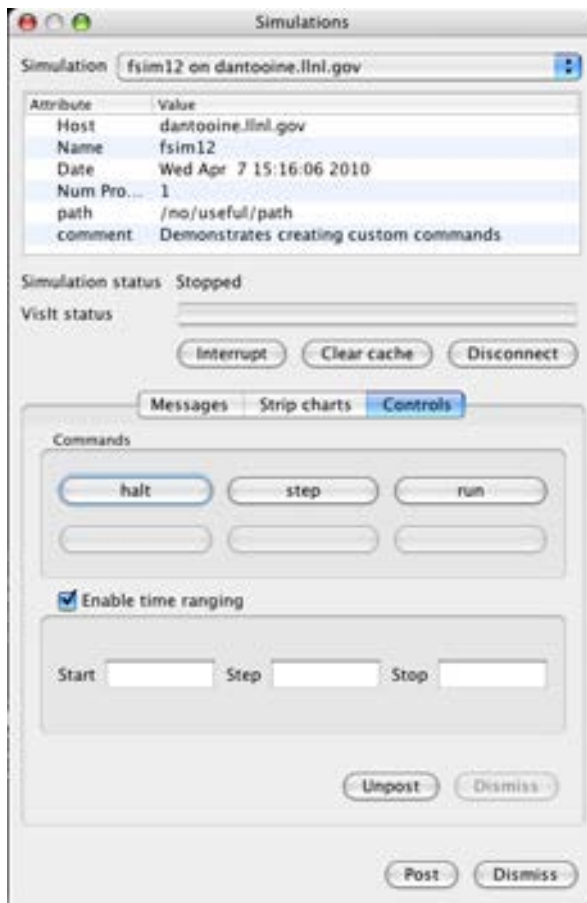 Simulations
Simulation fsim12 on dantooine.llnl.gov
Attribute Value
Host dantooine.llnl.gov
Name fsim12
Date Wed Apr 7 15:16:06 2010
Num Pro... 1
path /no/useful/path
comment Demonstrates creating custom commands
Simulation status Stopped
VisIt status
Interrupt Clear cache Disconnect
Messages Strip charts Controls
Commands
halt step run
Enable time ranging
Start Step Stop
Unpost Dismiss
Post Dismiss